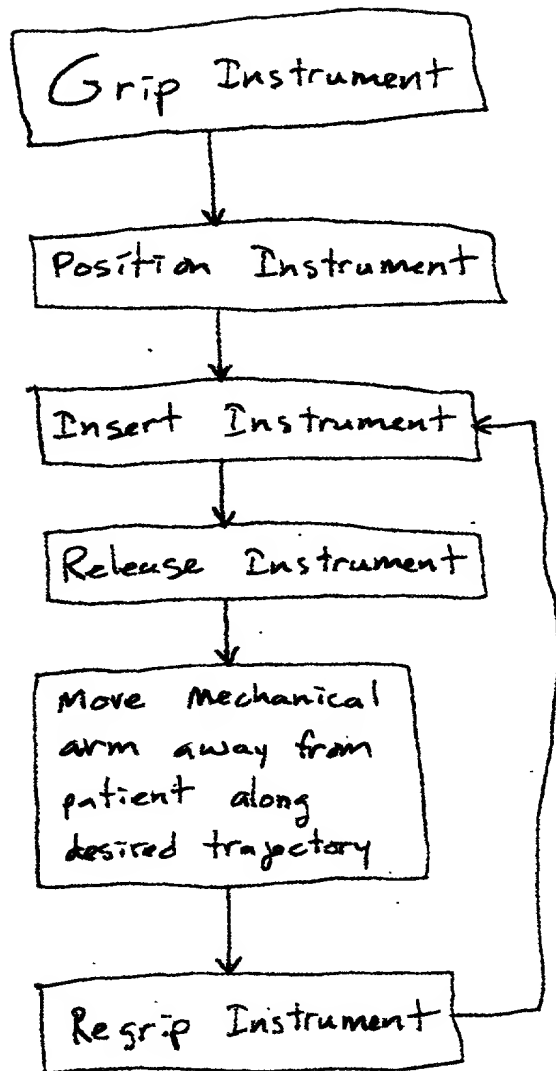 Grip Instrument
Position Instrument
Insert Instrument
Release Instrument
Move Mechanical
arm away from
patient along
desired trajectory
Regrip Instrument